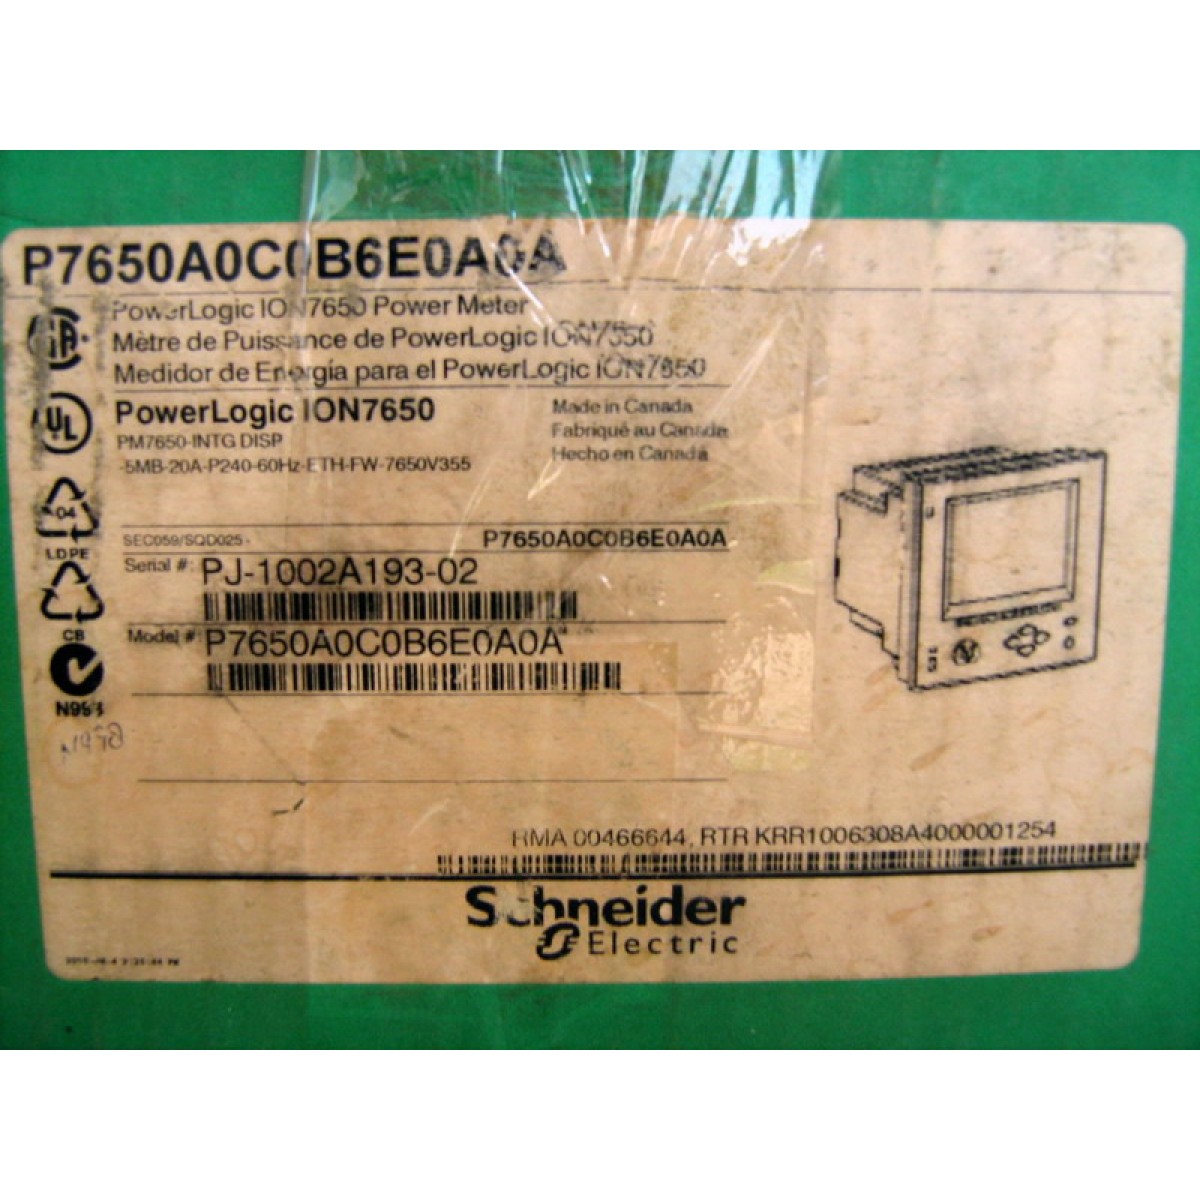 P7650A0C0B6E0A0A
PowerLogic ION7650 Power Meter
Mètre de Puissance de PowerLogic ION7650
Medidor de Energía para el PowerLogic ION7650
PowerLogic ION7650
PM7650-INTG DISP
-5MB-20A-P240-60Hz-ETH-FW-7650V355
Made in Canada
Fabriqué au Canada
Hecho en Canadá
UL
04
LDPE
CB
SEC059/SQD025-
P7650A0C0B6E0A0A
Serial #: PJ-1002A193-02
Model #: P7650A0C0B6E0A0A
RMA 00466644, RTR KRR1006308A4000001254
Schneider
Electric